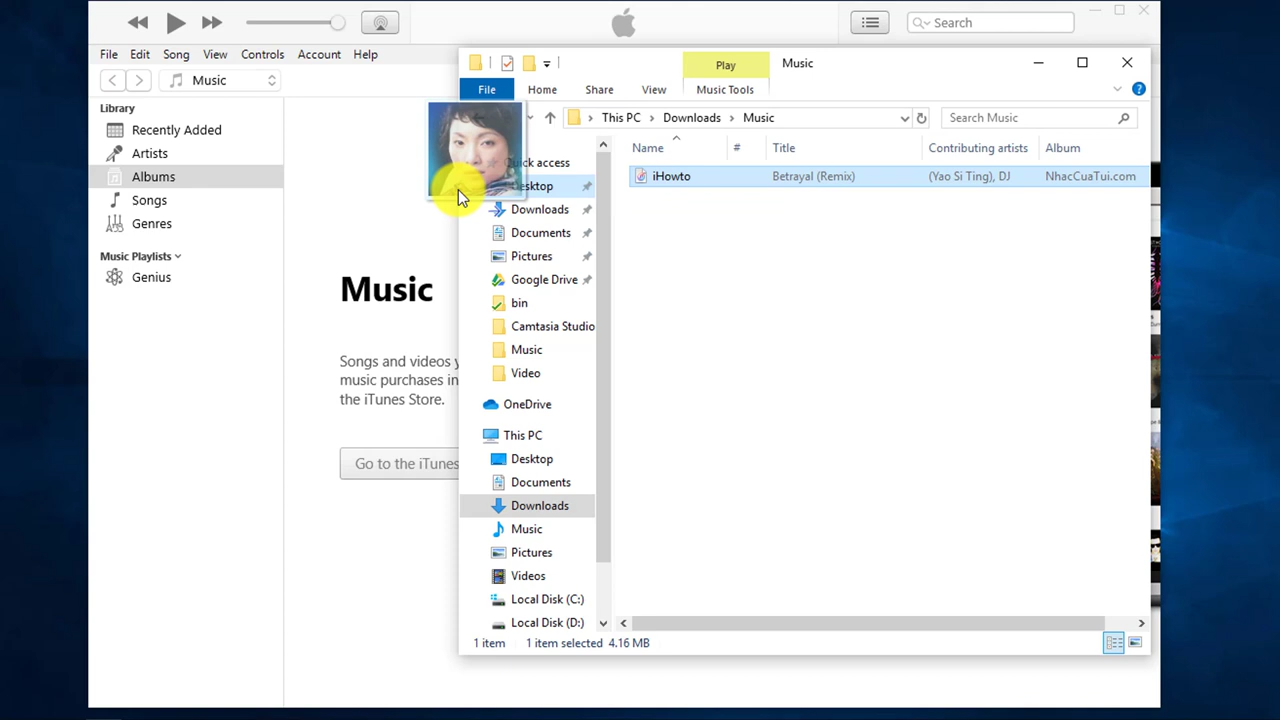 Search
File Edit Song View Controls Account Help
Music
Library
Recently Added
Artists
Albums
Songs
Genres
Music Playlists
Genius
Music
Songs and videos y
music purchases in
the iTunes Store.
Go to the iTunes
Play Music
File Home Share View Music Tools
This PC Downloads Music Search Music
Quick access
Desktop
Downloads
Documents
Pictures
Google Drive
bin
Camtasia Studio
Music
Video
OneDrive
This PC
Desktop
Documents
Downloads
Music
Pictures
Videos
Local Disk (C:)
Local Disk (D:)
Name # Title Contributing artists Album
iHowto Betrayal (Remix) (Yao Si Ting), DJ NhacCuaTui.com
1 item 1 item selected 4.16 MB